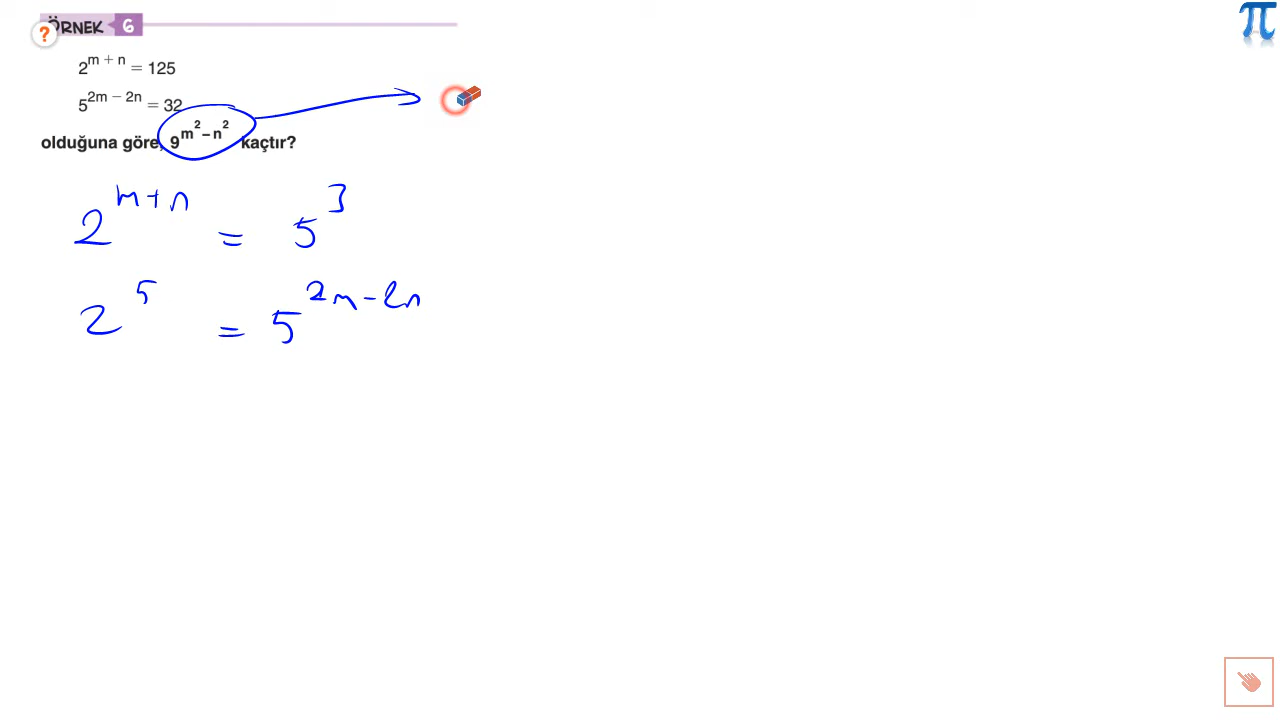 ? ÖRNEK 6
2^{m + n} = 125
5^{2m − 2n} = 32
olduğuna göre, 9^{m² − n²} kaçtır?
2^{m+n} = 5^3
2^5 = 5^{2m−2n}
π